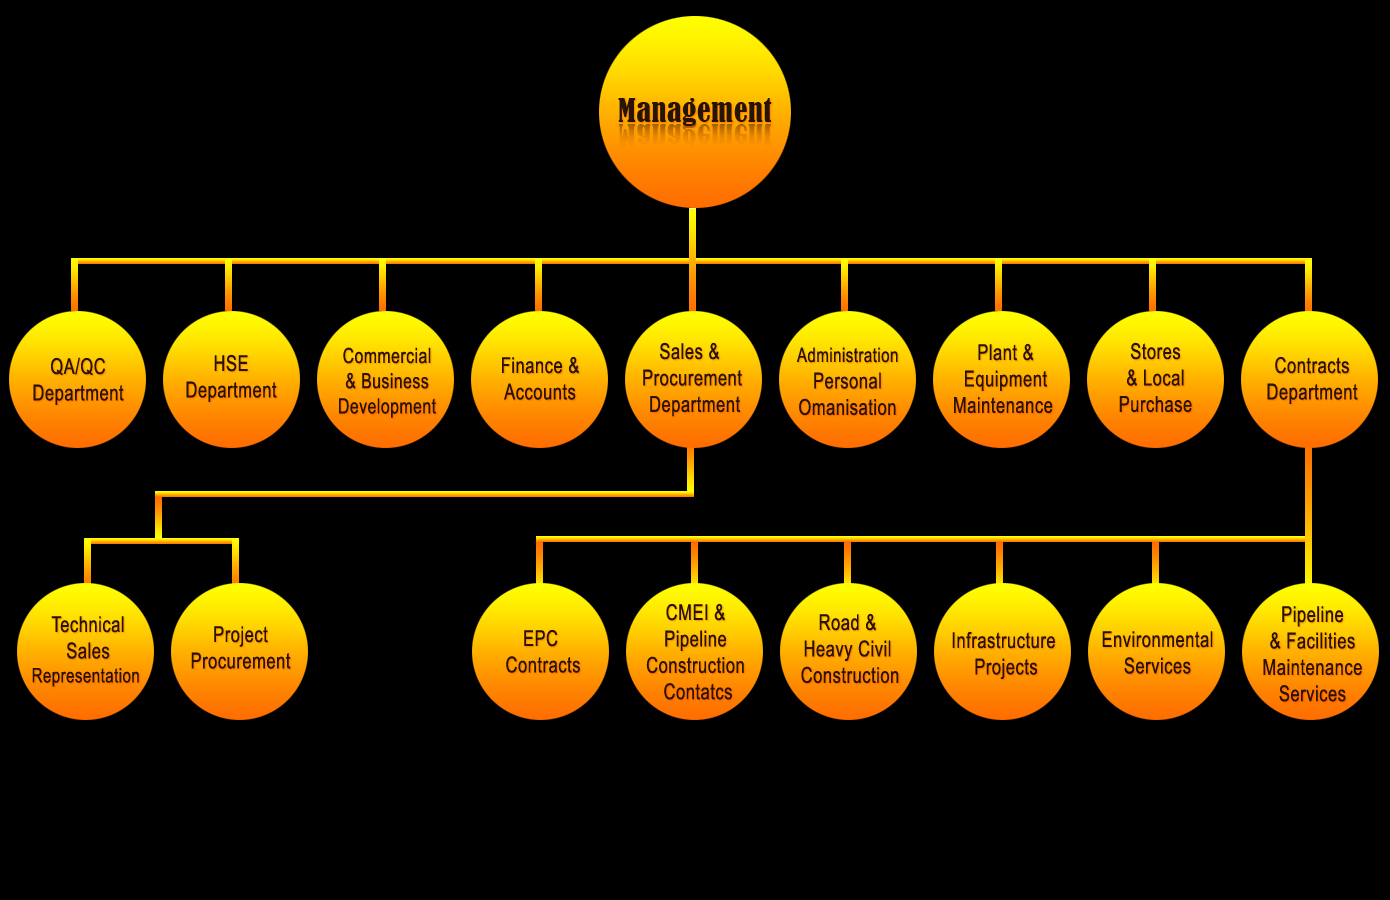 Management
QA/QC
Department
HSE
Department
Commercial
& Business
Development
Finance &
Accounts
Sales &
Procurement
Department
Administration
Personal
Omanisation
Plant &
Equipment
Maintenance
Stores
& Local
Purchase
Contracts
Department
Technical
Sales
Representation
Project
Procurement
EPC
Contracts
CMEI &
Pipeline
Construction
Contatcs
Road &
Heavy Civil
Construction
Infrastructure
Projects
Environmental
Services
Pipeline
& Facilities
Maintenance
Services